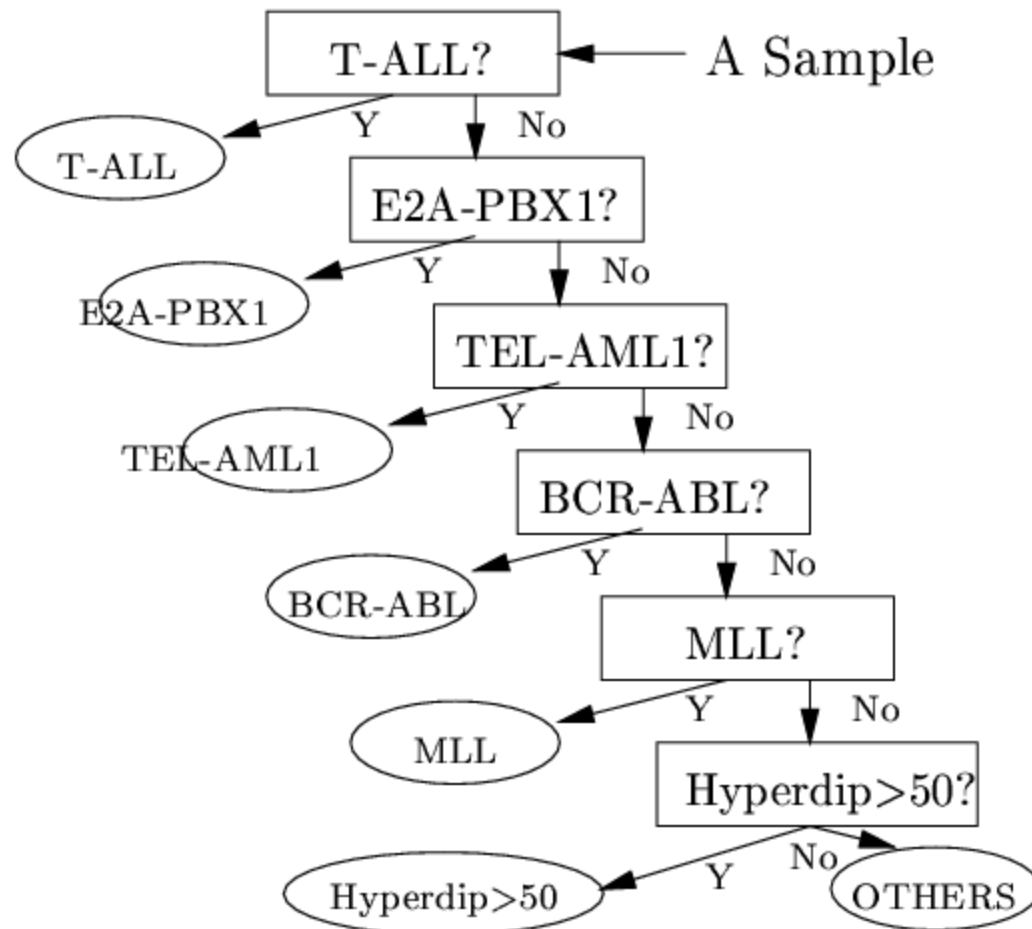 T-ALL?
A Sample
Y
No
T-ALL
E2A-PBX1?
Y
No
E2A-PBX1
TEL-AML1?
Y
No
TEL-AML1
BCR-ABL?
Y
No
BCR-ABL
MLL?
Y
No
MLL
Hyperdip>50?
Y
No
Hyperdip>50
OTHERS